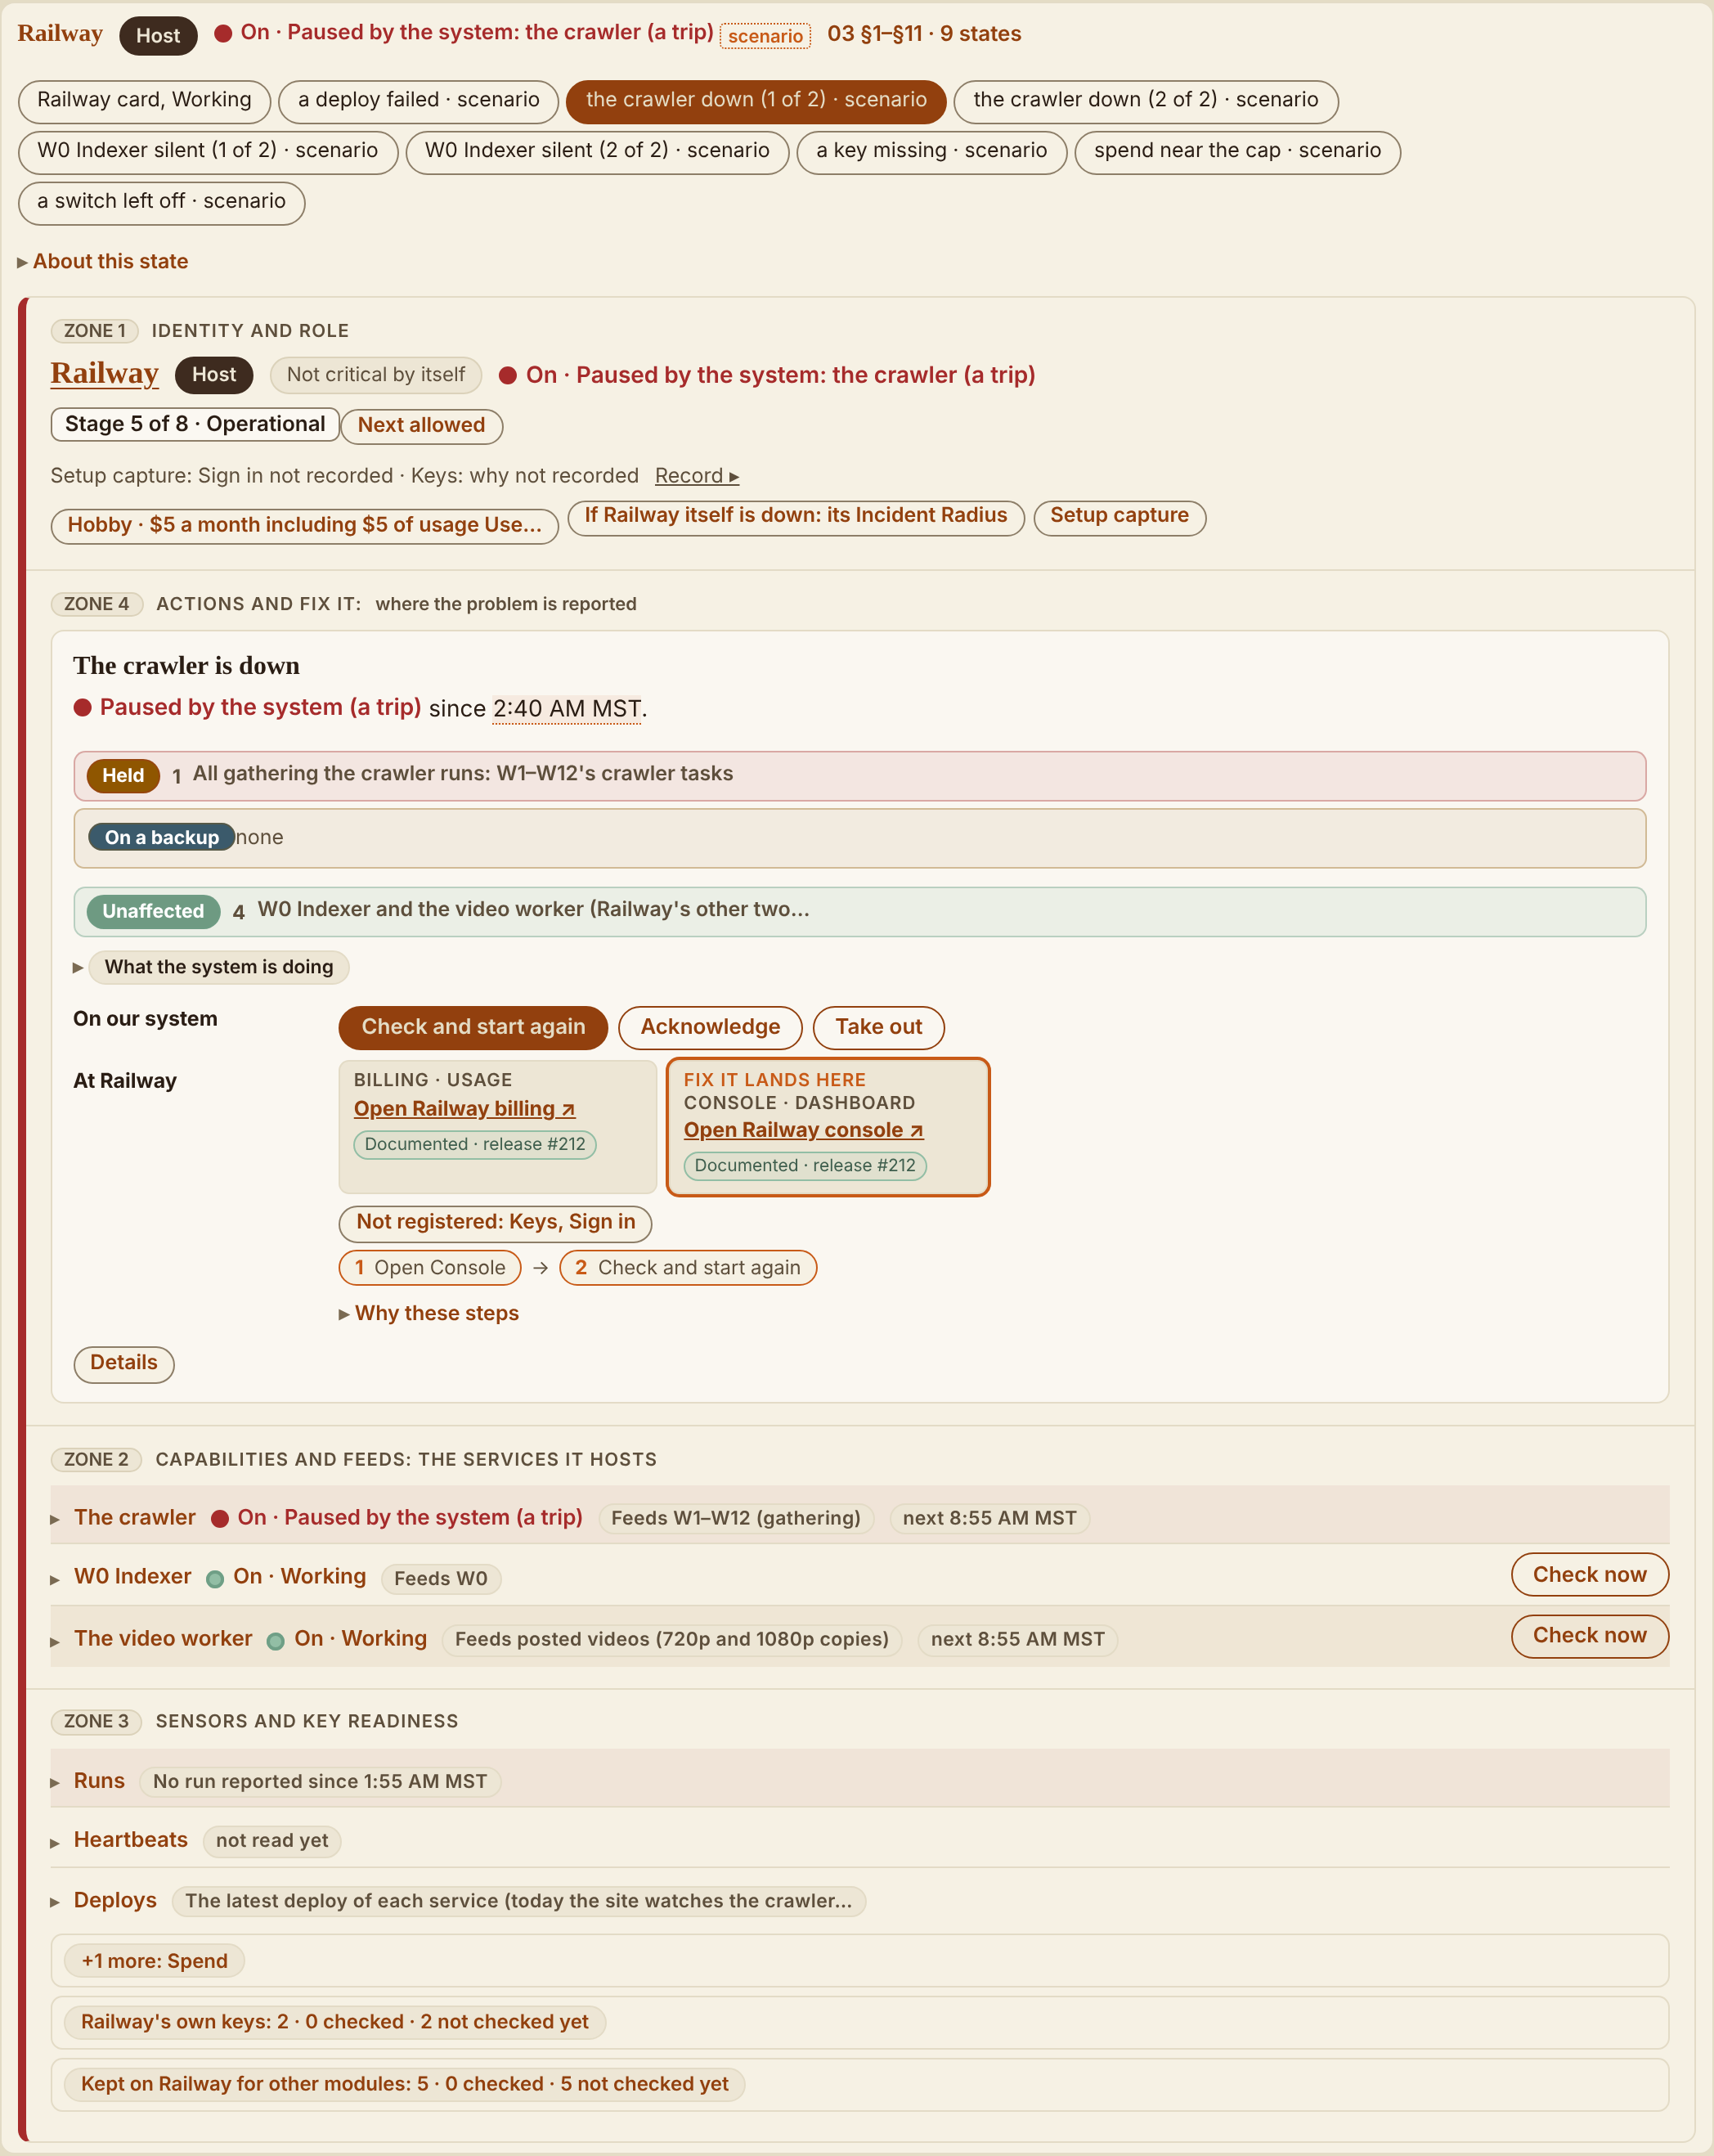 Railway Host On · Paused by the system: the crawler (a trip) scenario 03 §1–§11 · 9 states
Railway card, Working a deploy failed · scenario the crawler down (1 of 2) · scenario the crawler down (2 of 2) · scenario
W0 Indexer silent (1 of 2) · scenario W0 Indexer silent (2 of 2) · scenario a key missing · scenario spend near the cap · scenario
a switch left off · scenario
▸ About this state
ZONE 1 IDENTITY AND ROLE
Railway Host Not critical by itself On · Paused by the system: the crawler (a trip)
Stage 5 of 8 · Operational Next allowed
Setup capture: Sign in not recorded · Keys: why not recorded Record ▸
Hobby · $5 a month including $5 of usage Use... If Railway itself is down: its Incident Radius Setup capture
ZONE 4 ACTIONS AND FIX IT: where the problem is reported
The crawler is down
Paused by the system (a trip) since 2:40 AM MST.
Held 1 All gathering the crawler runs: W1–W12's crawler tasks
On a backup none
Unaffected 4 W0 Indexer and the video worker (Railway's other two...
▸ What the system is doing
On our system Check and start again Acknowledge Take out
At Railway
BILLING · USAGE
Open Railway billing ↗
Documented · release #212
FIX IT LANDS HERE
CONSOLE · DASHBOARD
Open Railway console ↗
Documented · release #212
Not registered: Keys, Sign in
1 Open Console → 2 Check and start again
▸ Why these steps
Details
ZONE 2 CAPABILITIES AND FEEDS: THE SERVICES IT HOSTS
▸ The crawler On · Paused by the system (a trip) Feeds W1–W12 (gathering) next 8:55 AM MST
▸ W0 Indexer On · Working Feeds W0 Check now
▸ The video worker On · Working Feeds posted videos (720p and 1080p copies) next 8:55 AM MST Check now
ZONE 3 SENSORS AND KEY READINESS
▸ Runs No run reported since 1:55 AM MST
▸ Heartbeats not read yet
▸ Deploys The latest deploy of each service (today the site watches the crawler...
+1 more: Spend
Railway's own keys: 2 · 0 checked · 2 not checked yet
Kept on Railway for other modules: 5 · 0 checked · 5 not checked yet